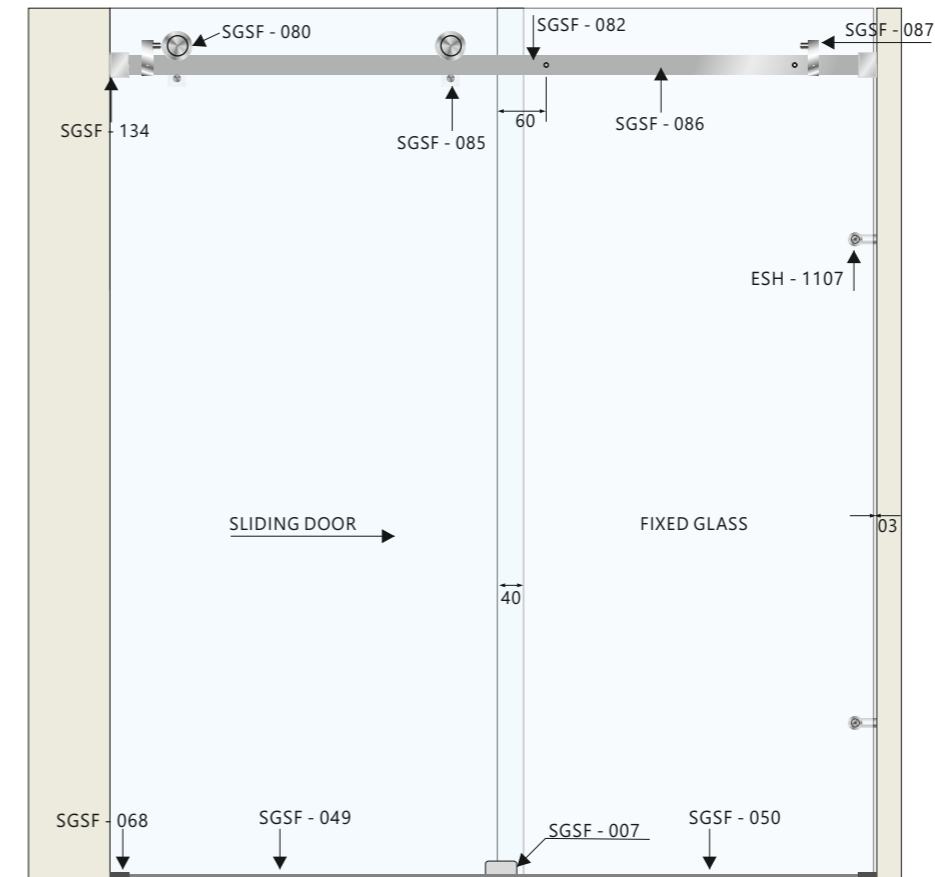 SGSF - 080
SGSF - 082
SGSF - 087
SGSF - 134
SGSF - 085
60
SGSF - 086
ESH - 1107
SLIDING DOOR
FIXED GLASS
03
40
SGSF - 068
SGSF - 049
SGSF - 007
SGSF - 050